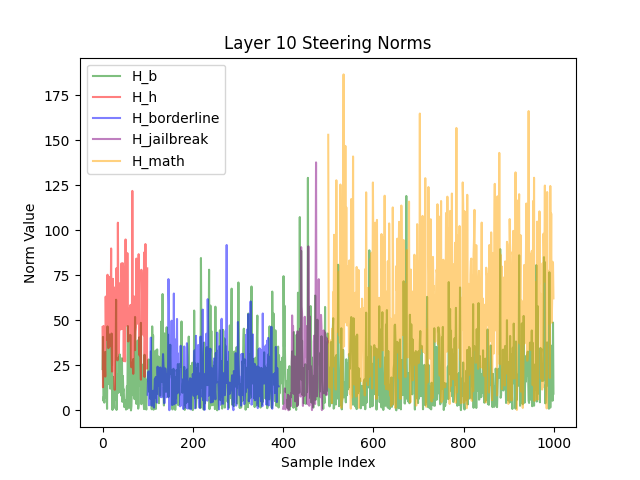 Layer 10 Steering Norms
H_b
H_h
H_borderline
H_jailbreak
H_math
Norm Value
175
150
125
100
75
50
25
0
0 200 400 600 800 1000
Sample Index